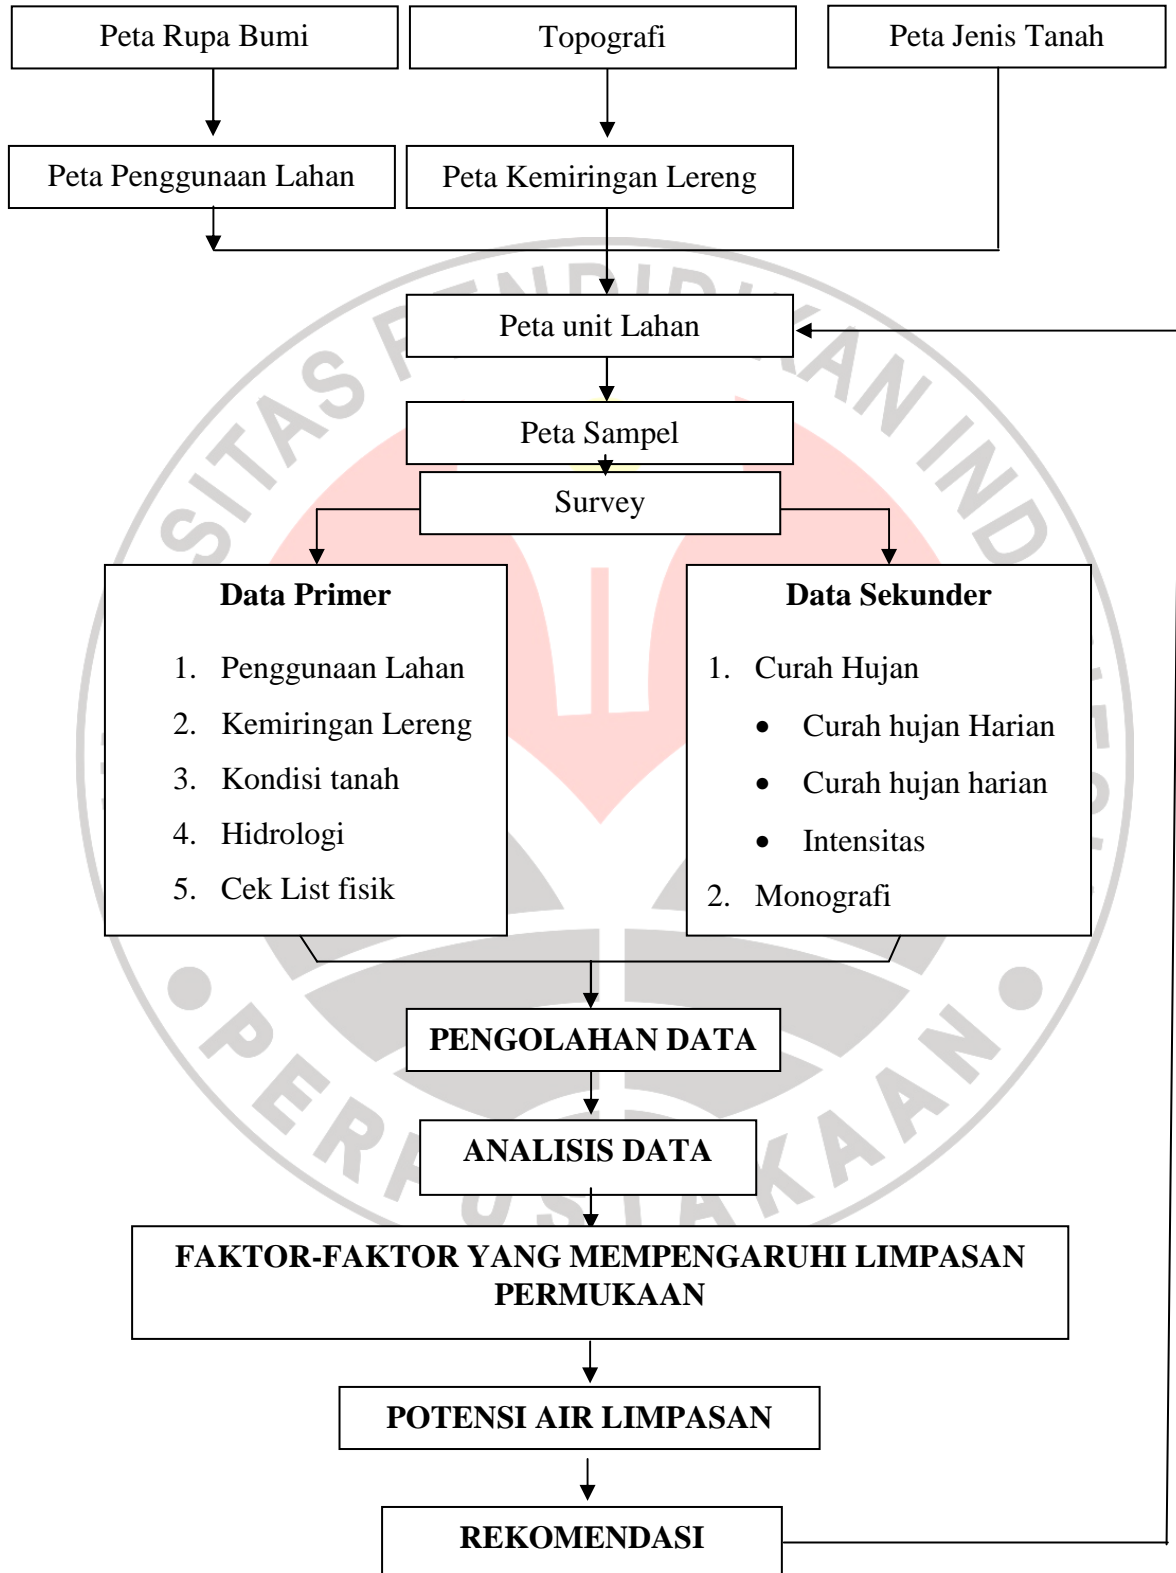 Peta Rupa Bumi
Topografi
Peta Jenis Tanah
Peta Penggunaan Lahan
Peta Kemiringan Lereng
Peta unit Lahan
Peta Sampel
Survey
Data Primer
1. Penggunaan Lahan
2. Kemiringan Lereng
3. Kondisi tanah
4. Hidrologi
5. Cek List fisik
Data Sekunder
1. Curah Hujan
• Curah hujan Harian
• Curah hujan harian
• Intensitas
2. Monografi
PENGOLAHAN DATA
ANALISIS DATA
FAKTOR-FAKTOR YANG MEMPENGARUHI LIMPASAN
PERMUKAAN
POTENSI AIR LIMPASAN
REKOMENDASI
PERPUSTAKAAN